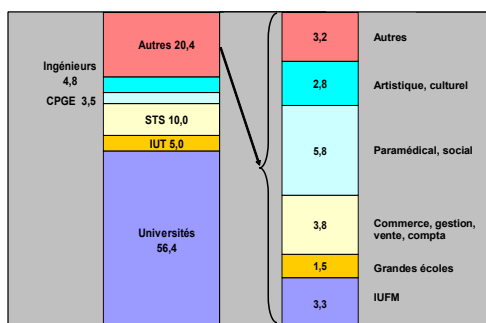 Autres 20,4
Ingénieurs
4,8
CPGE 3,5
STS 10,0
IUT 5,0
Universités
56,4
3,2
Autres
2,8
Artistique, culturel
5,8
Paramédical, social
3,8
Commerce, gestion,
vente, compta
1,5
Grandes écoles
3,3
IUFM